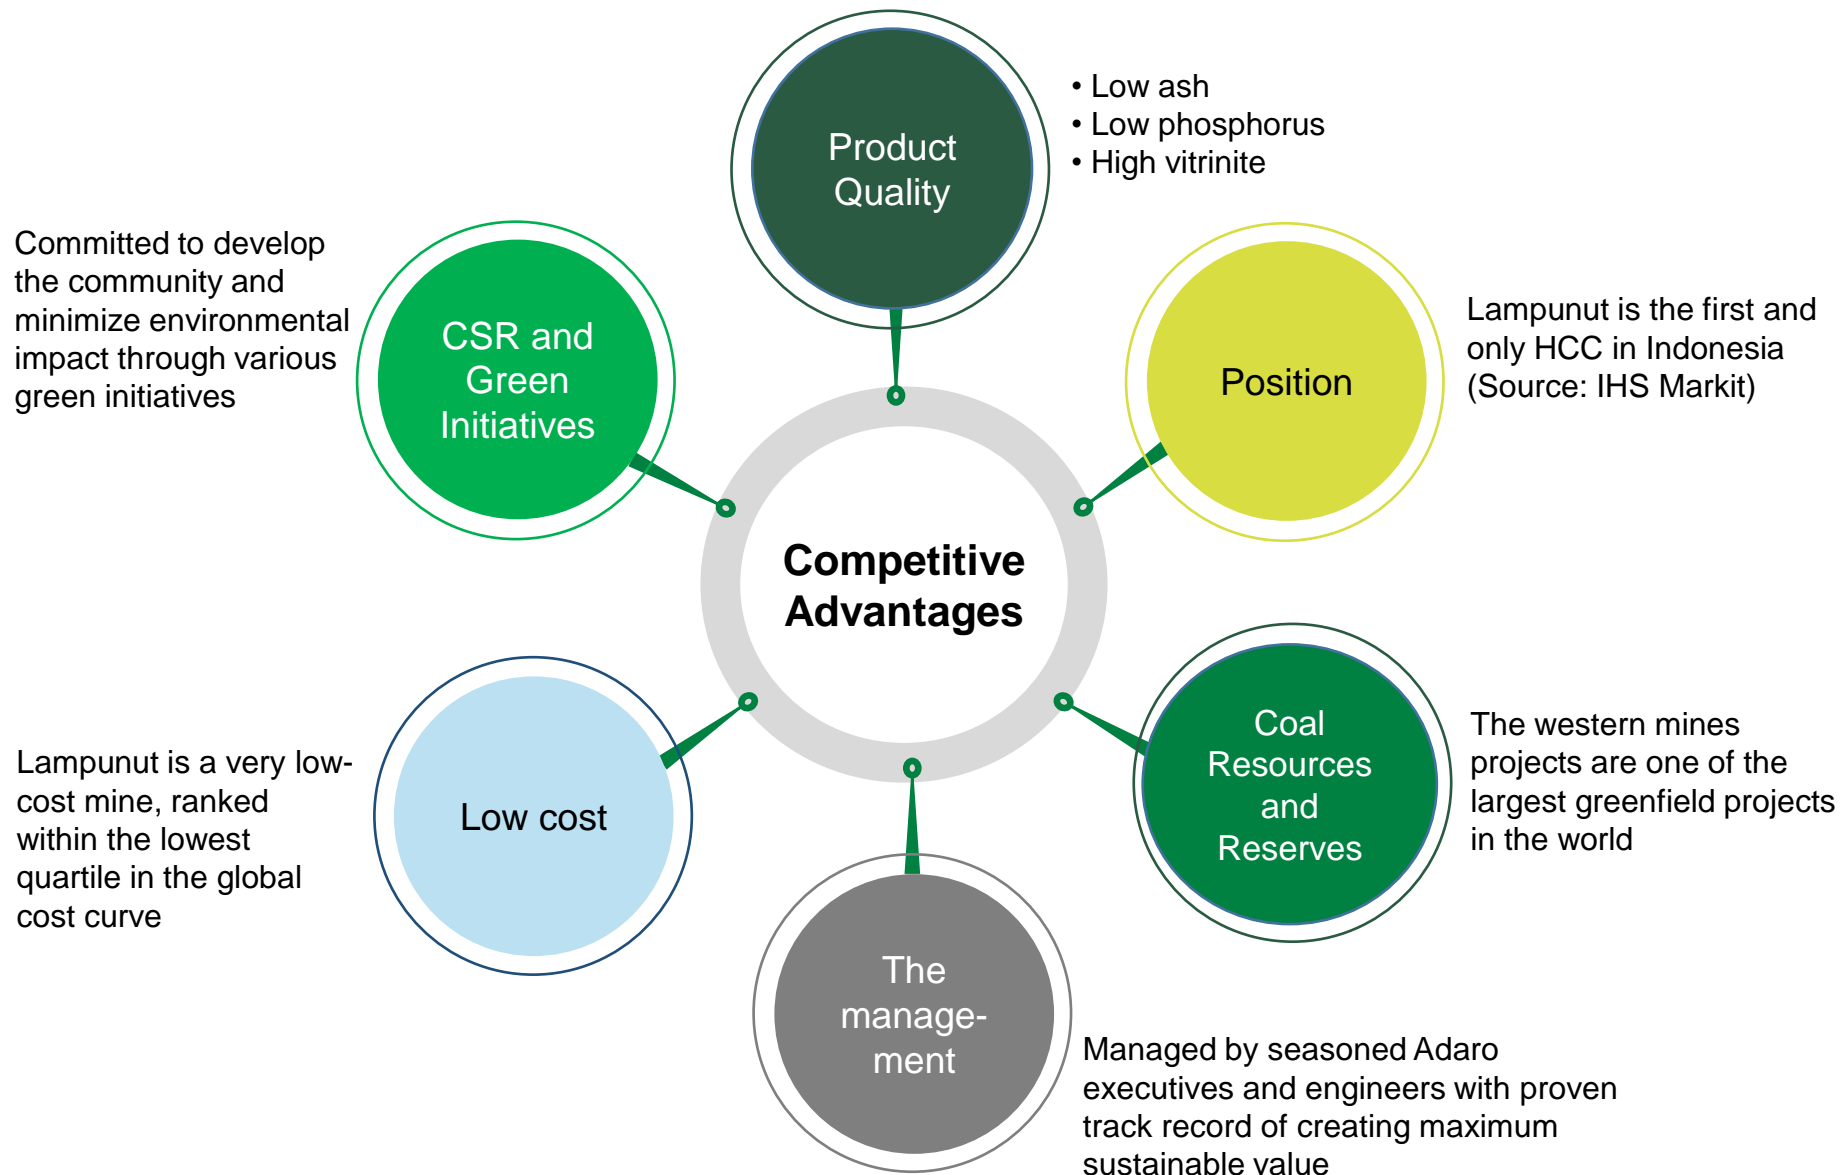 Product
Quality
• Low ash
• Low phosphorus
• High vitrinite
Committed to develop
the community and
minimize environmental
impact through various
green initiatives
CSR and
Green
Initiatives
Position
Lampunut is the first and
only HCC in Indonesia
(Source: IHS Markit)
Competitive
Advantages
Lampunut is a very low-
cost mine, ranked
within the lowest
quartile in the global
cost curve
Low cost
Coal
Resources
and
Reserves
The western mines
projects are one of the
largest greenfield projects
in the world
The
manage-
ment
Managed by seasoned Adaro
executives and engineers with proven
track record of creating maximum
sustainable value